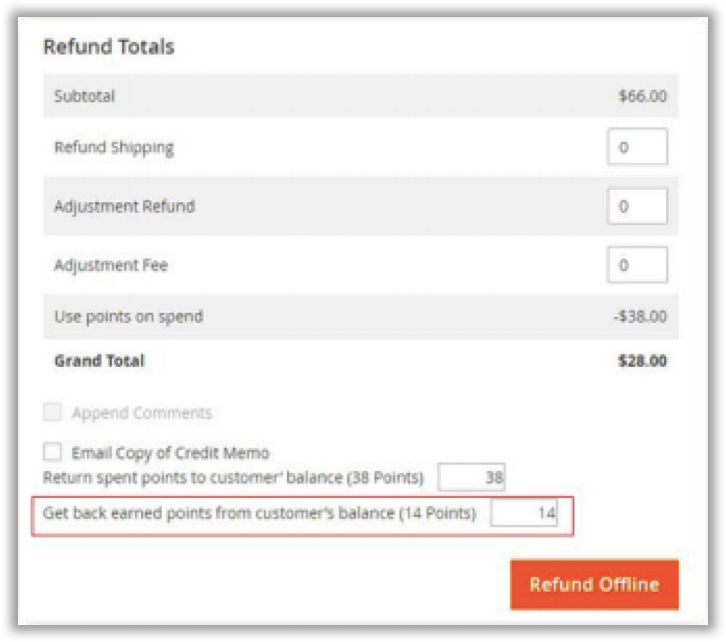 Refund Totals
Subtotal $66.00
Refund Shipping 0
Adjustment Refund 0
Adjustment Fee 0
Use points on spend -$38.00
Grand Total $28.00
Append Comments
Email Copy of Credit Memo
Return spent points to customer' balance (38 Points) 38
Get back earned points from customer's balance (14 Points) 14
Refund Offline